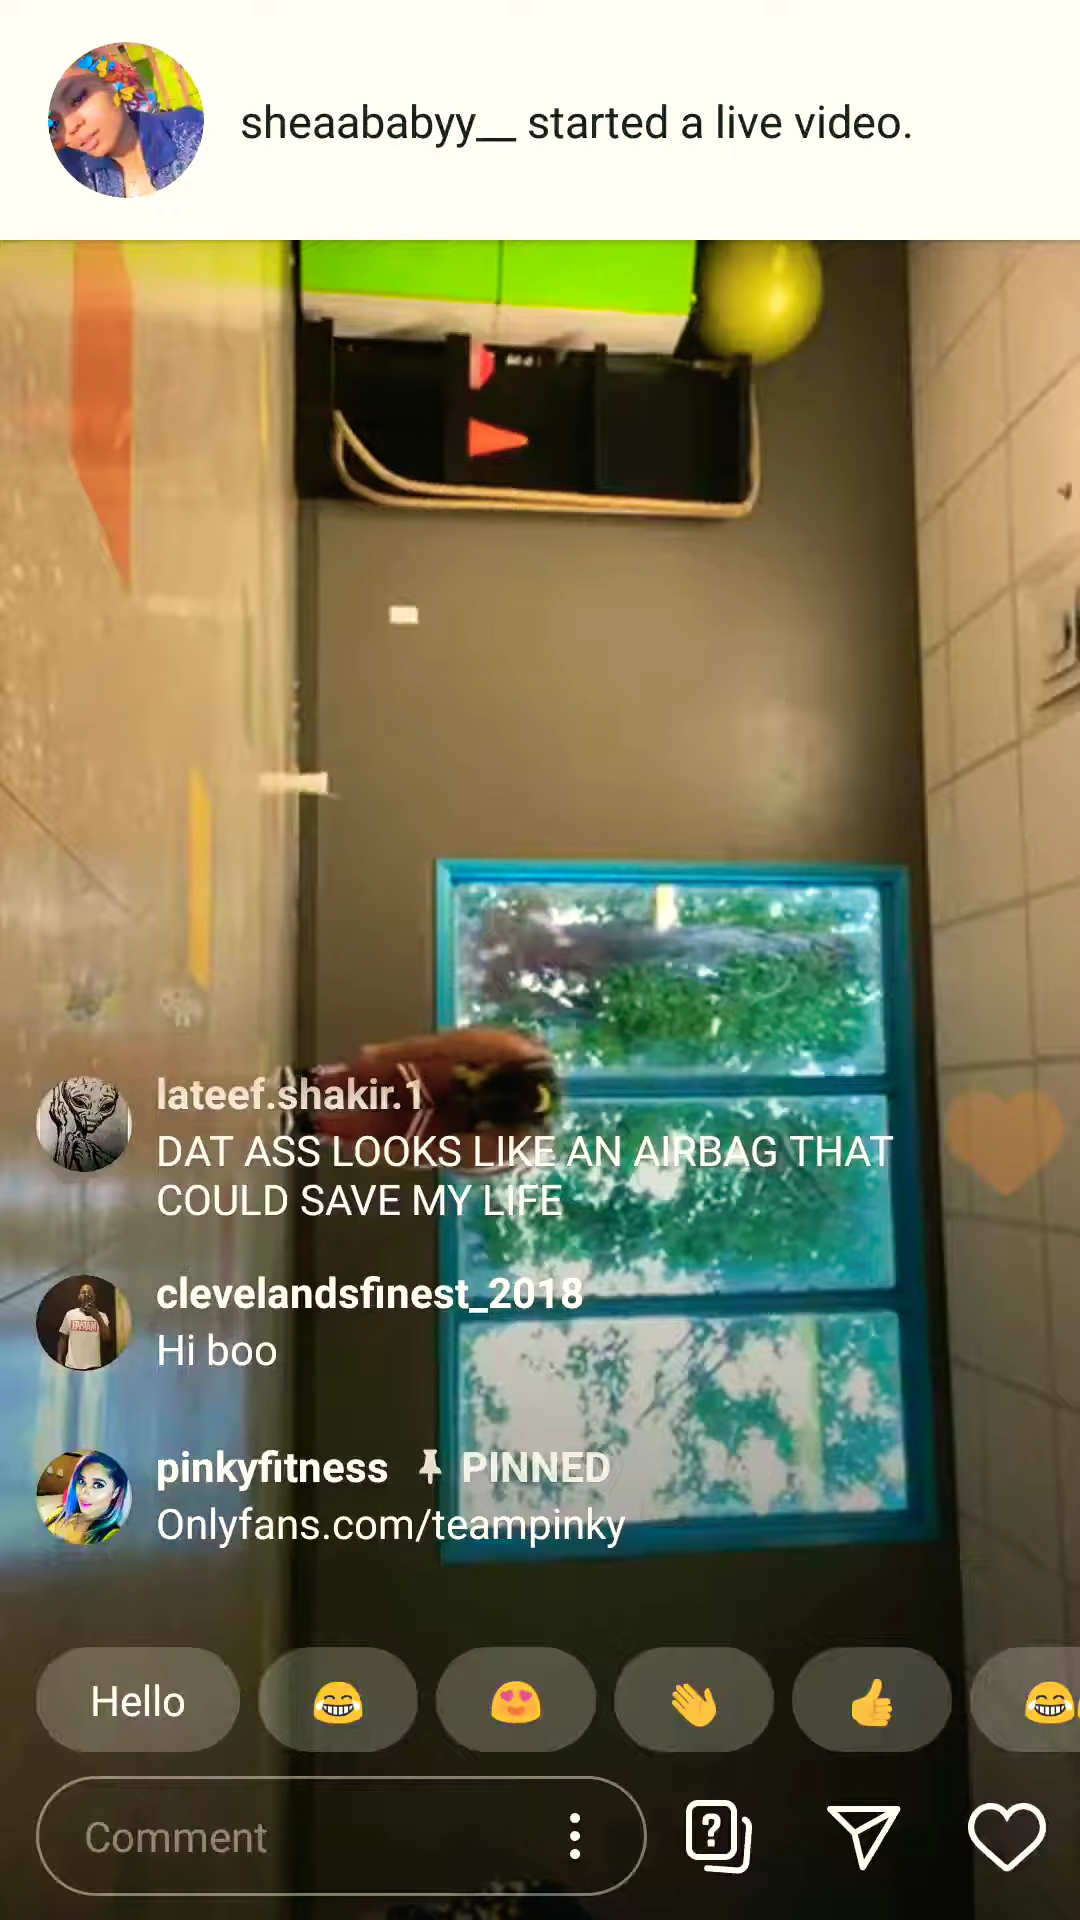 sheaababyy__ started a live video.
lateef.shakir.1
DAT ASS LOOKS LIKE AN AIRBAG THAT
COULD SAVE MY LIFE
clevelandsfinest_2018
Hi boo
pinkyfitness PINNED
Onlyfans.com/teampinky
Hello
Comment